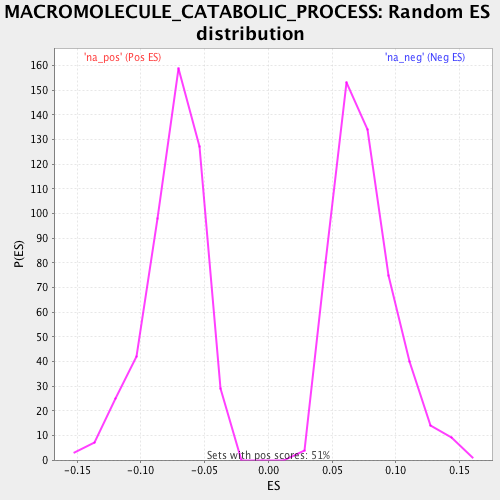 MACROMOLECULE_CATABOLIC_PROCESS: Random ES
distribution
'na_pos' (Pos ES)
'na_neg' (Neg ES)
160
150
140
130
120
110
100
90
80
70
60
50
40
30
20
10
0
P(ES)
Sets with pos scores: 51%
-0.15 -0.10 -0.05 0.00 0.05 0.10 0.15
ES